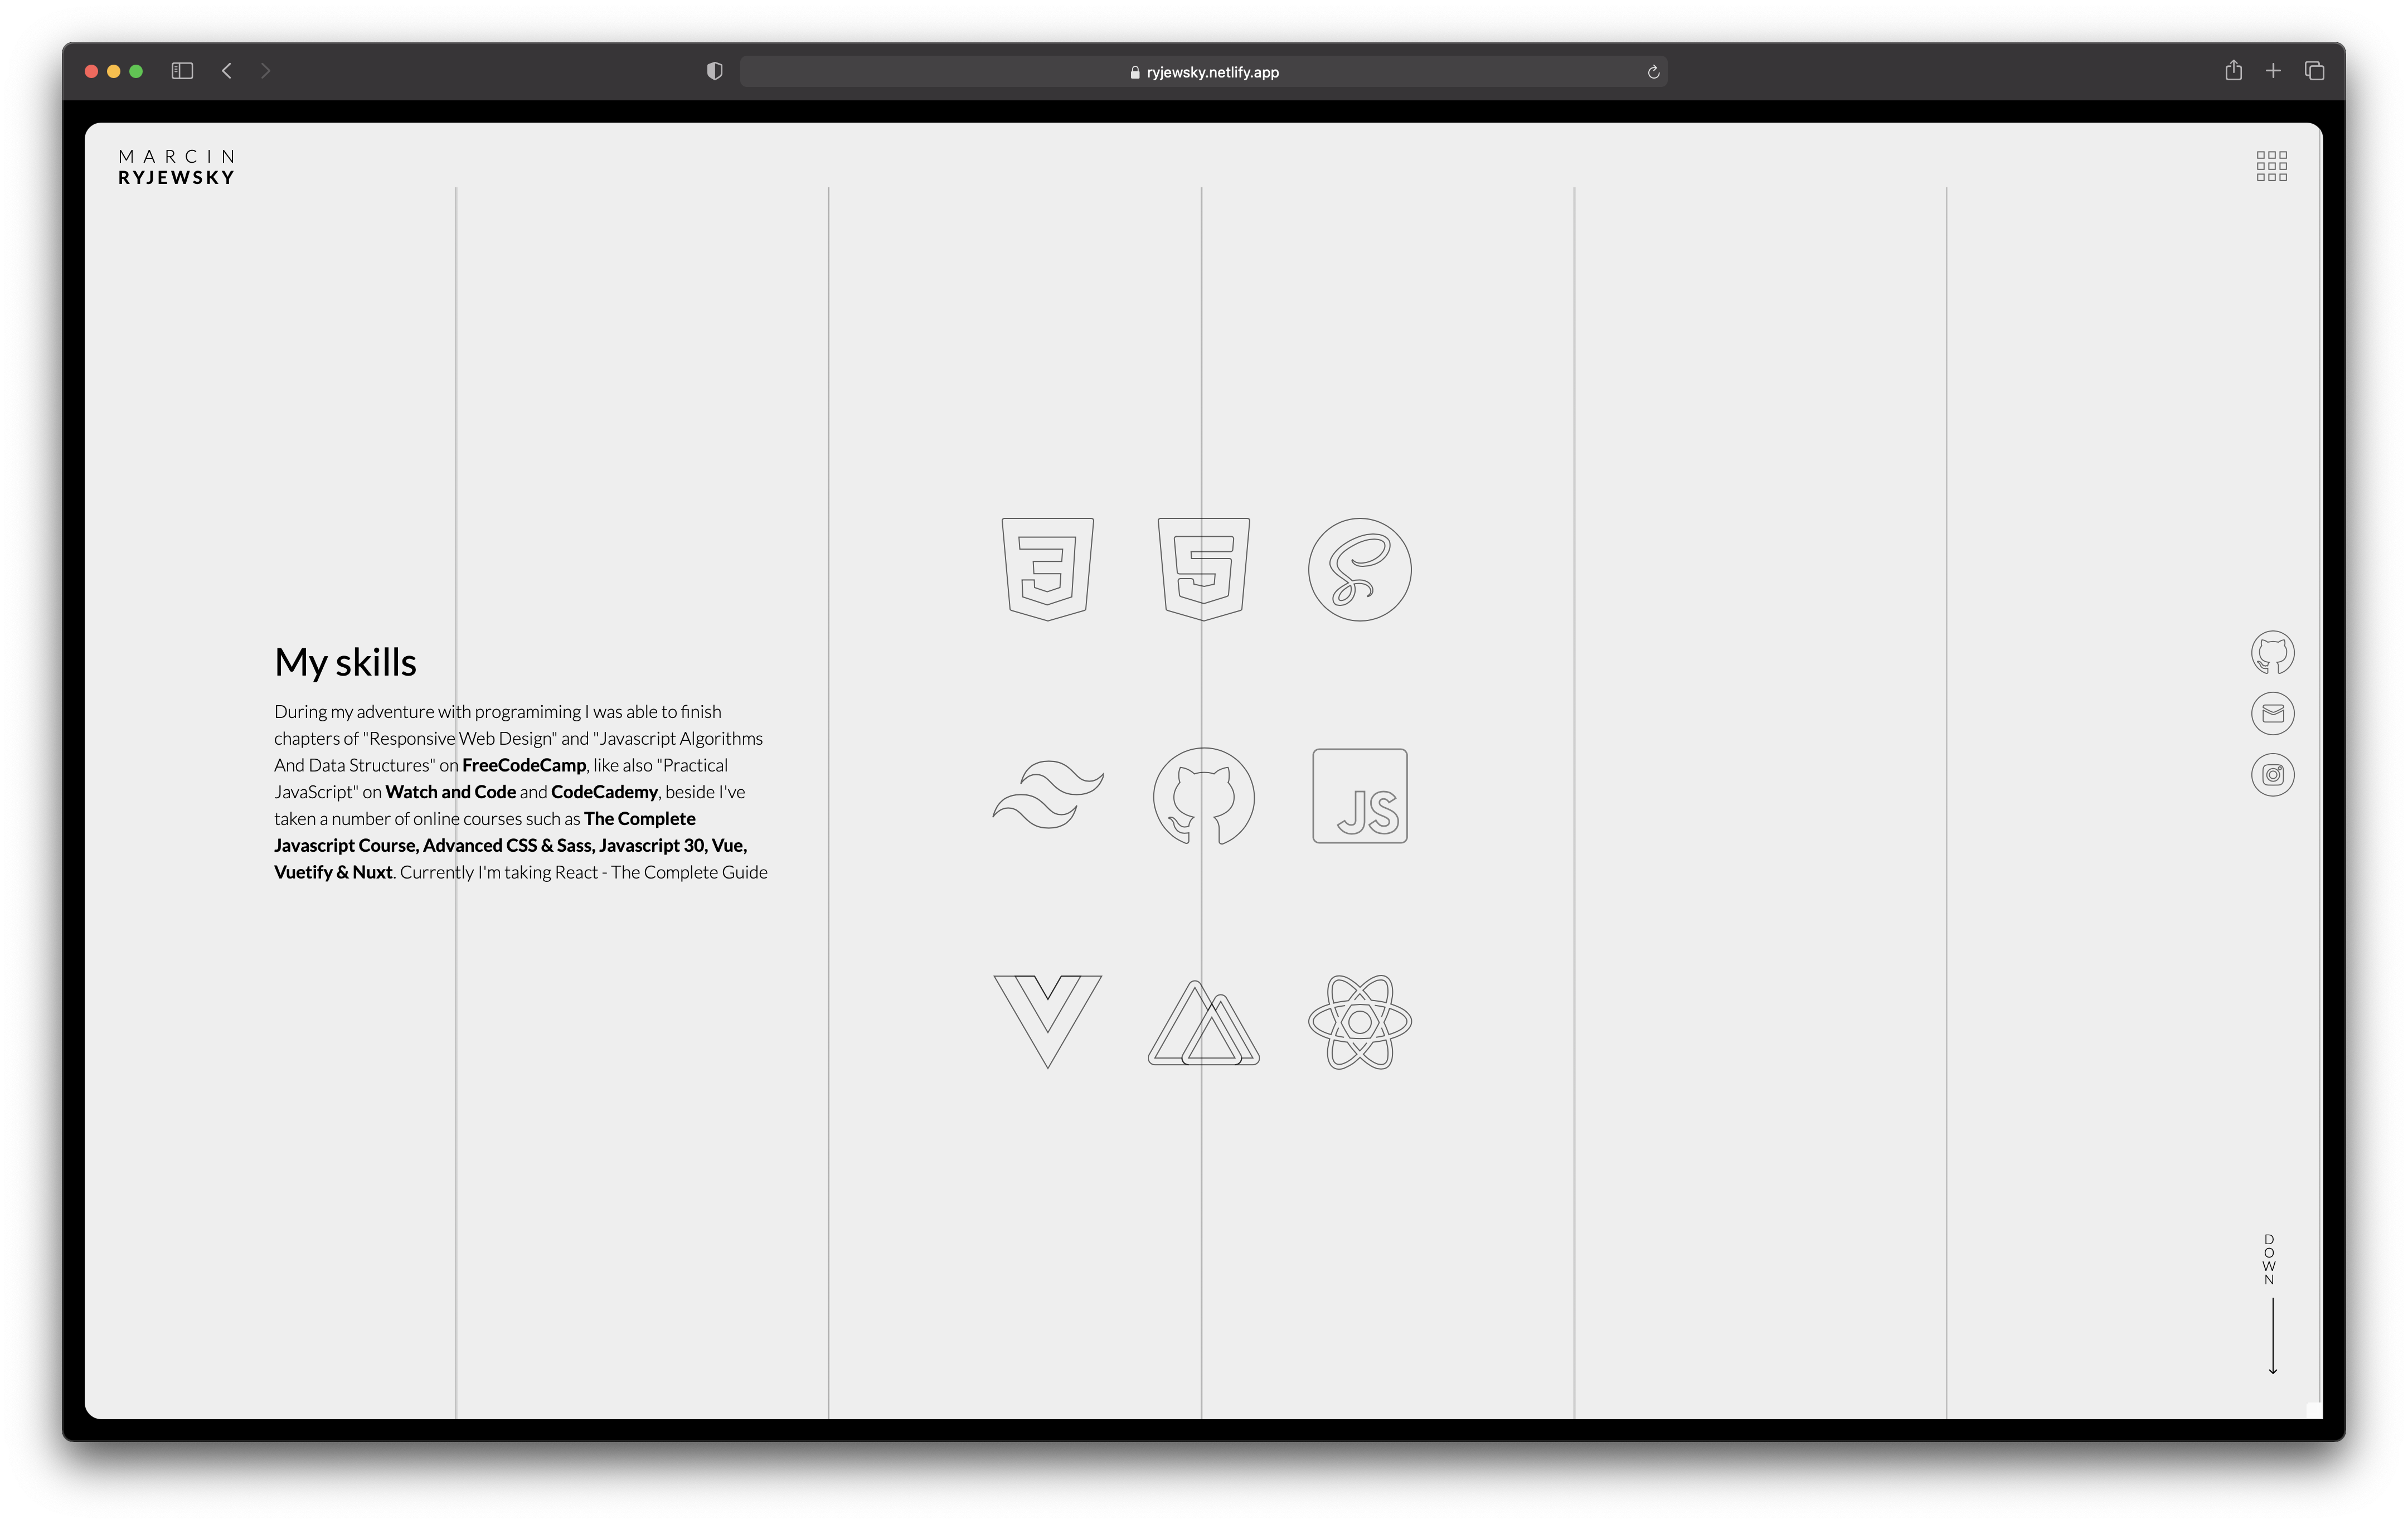 ryjewsky.netlify.app
MARCIN
RYJEWSKY
3
5
My skills
During my adventure with programiming I was able to finish
chapters of "Responsive Web Design" and "Javascript Algorithms
And Data Structures" on FreeCodeCamp, like also "Practical
JavaScript" on Watch and Code and CodeCademy, beside I've
taken a number of online courses such as The Complete
Javascript Course, Advanced CSS & Sass, Javascript 30, Vue,
Vuetify & Nuxt. Currently I'm taking React - The Complete Guide
JS
DOWN